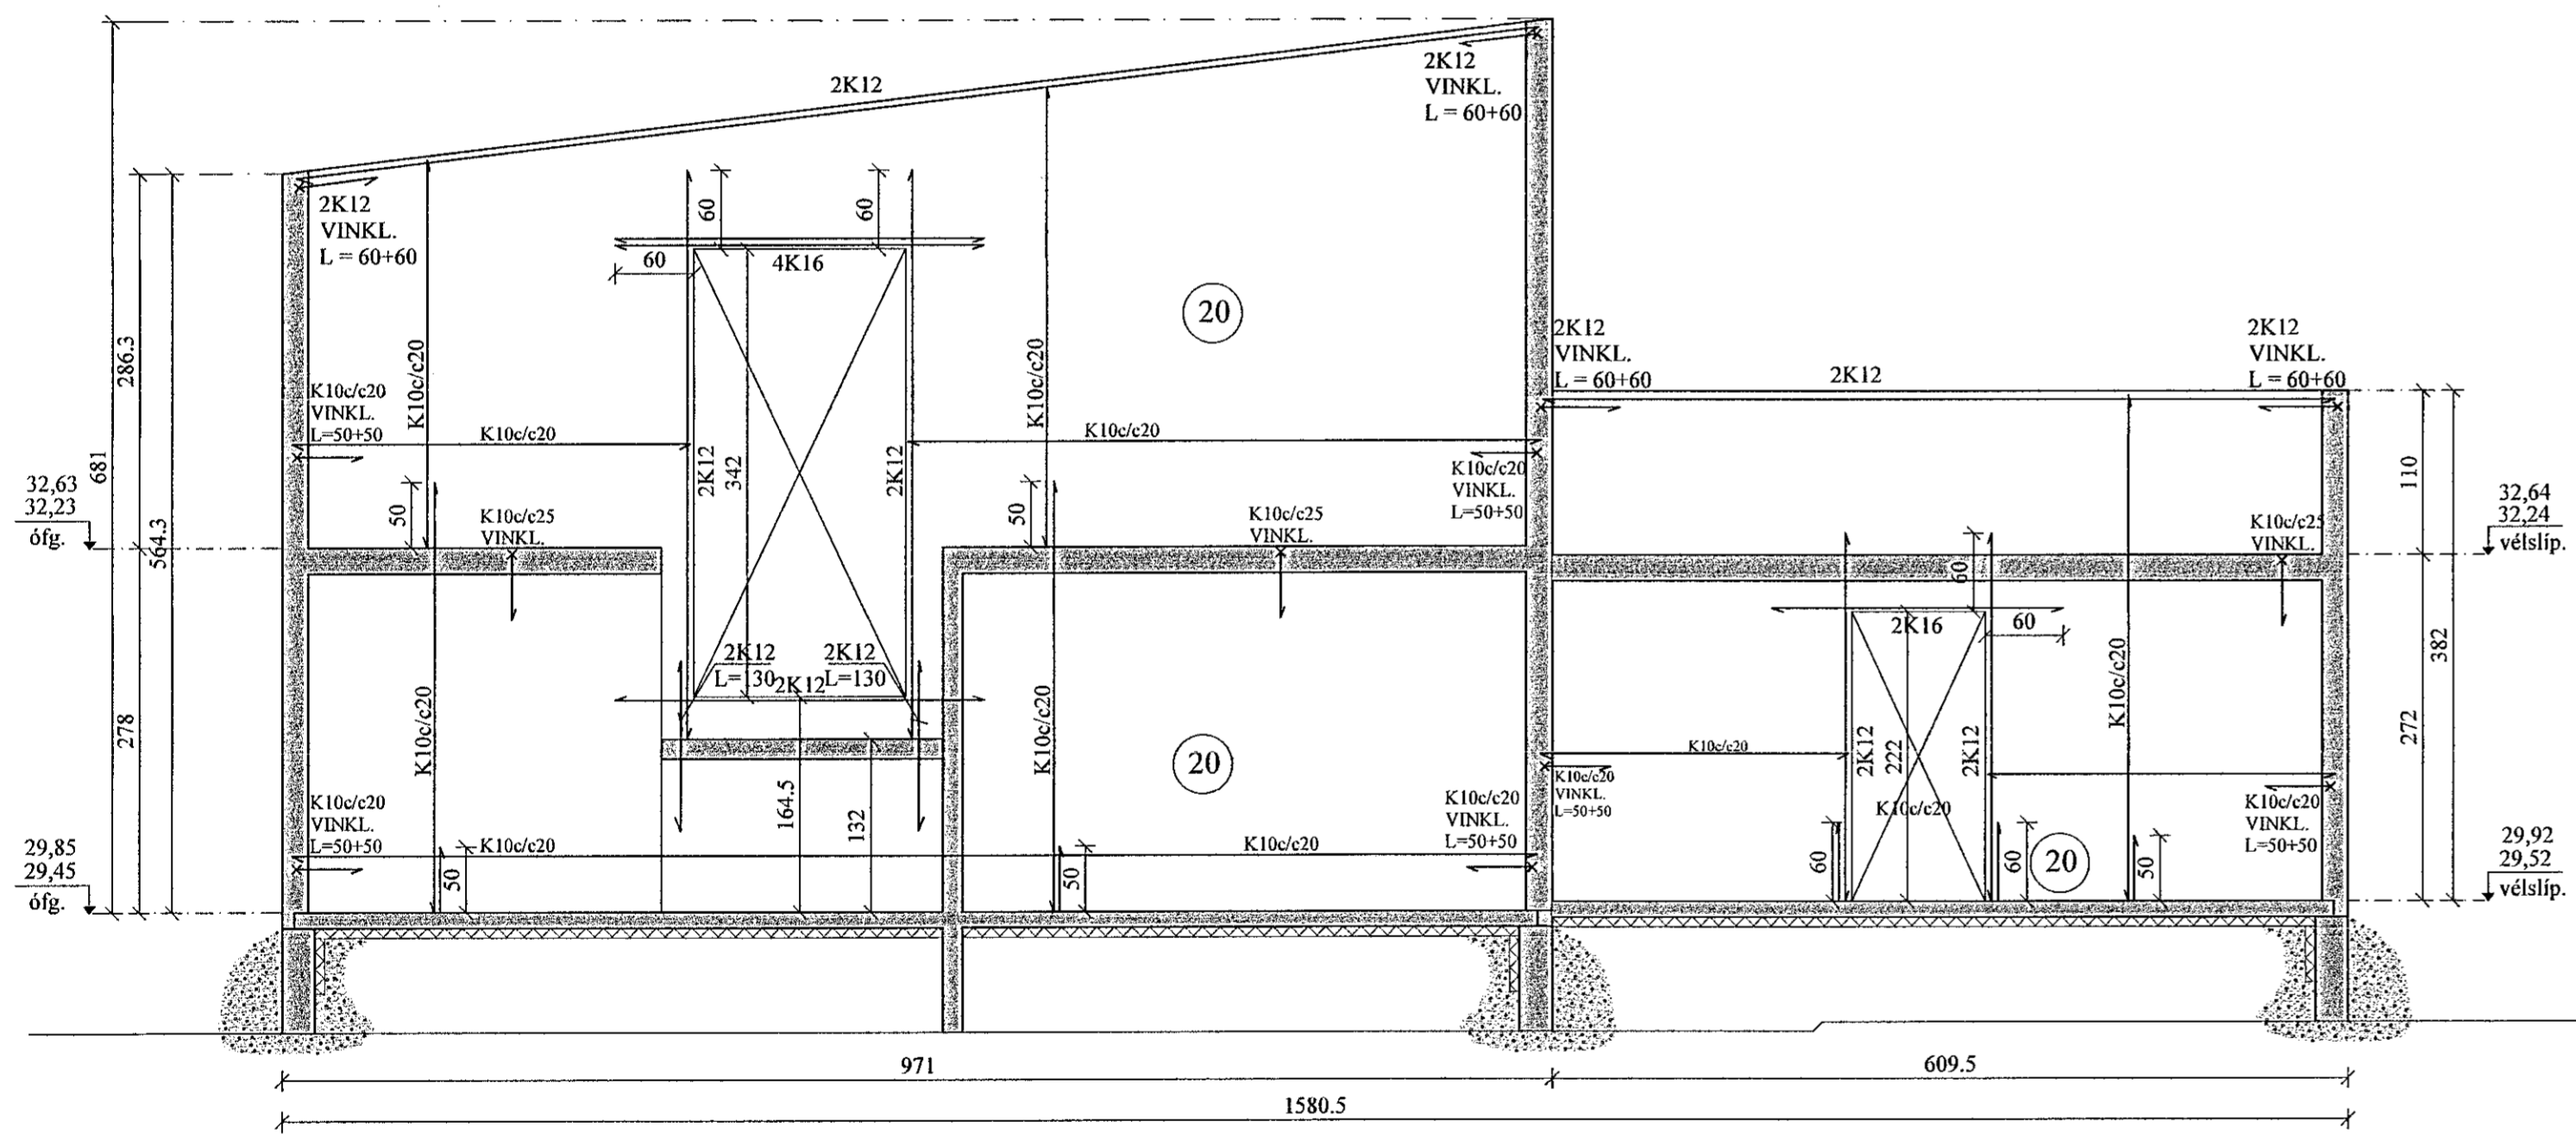 2K12
2K12
VINKL.
L = 60+60
2K12
VINKL.
L = 60+60
60
60
60
4K16
20
2K12
VINKL.
L = 60+60
2K12
2K12
VINKL.
L = 60+60
286.3
681
564.3
278
K10c/c20
K10c/c20
VINKL.
L=50+50
K10c/c20
2K12
342
2K12
K10c/c20
K10c/c20
K10c/c20
VINKL.
L=50+50
110
382
272
32,63
32,23
ófg.
50
K10c/c25
VINKL.
50
K10c/c25
VINKL.
K10c/c25
VINKL.
32,64
32,24
vélslíp.
60
2K16
60
2K12
L=130
2K12
L=130
2K12
K10c/c20
K10c/c20
20
K10c/c20
K10c/c20
2K12
222
2K12
K10c/c20
K10c/c20
VINKL.
L=50+50
164.5
132
K10c/c20
VINKL.
L=50+50
K10c/c20
VINKL.
L=50+50
K10c/c20
VINKL.
L=50+50
K10c/c20
K10c/c20
50
50
60
60
20
50
29,85
29,45
ófg.
29,92
29,52
vélslíp.
971
609.5
1580.5